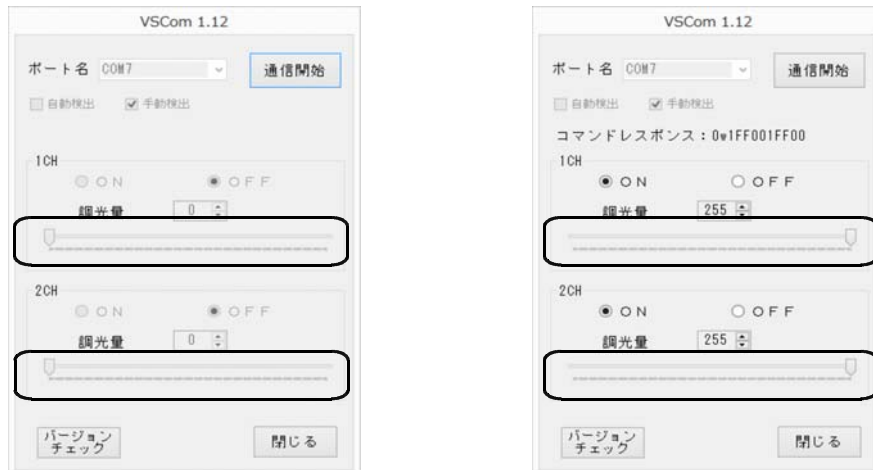 VSCom 1.12
ポート名 COM7 通信開始
自動検出 手動検出
1CH
ON OFF
調光量 0
2CH
ON OFF
調光量 0
バージョン
チェック
閉じる
VSCom 1.12
ポート名 COM7 通信開始
自動検出 手動検出
コマンドレスポンス:0w1FF001FF00
1CH
ON OFF
調光量 255
2CH
ON OFF
調光量 255
バージョン
チェック
閉じる